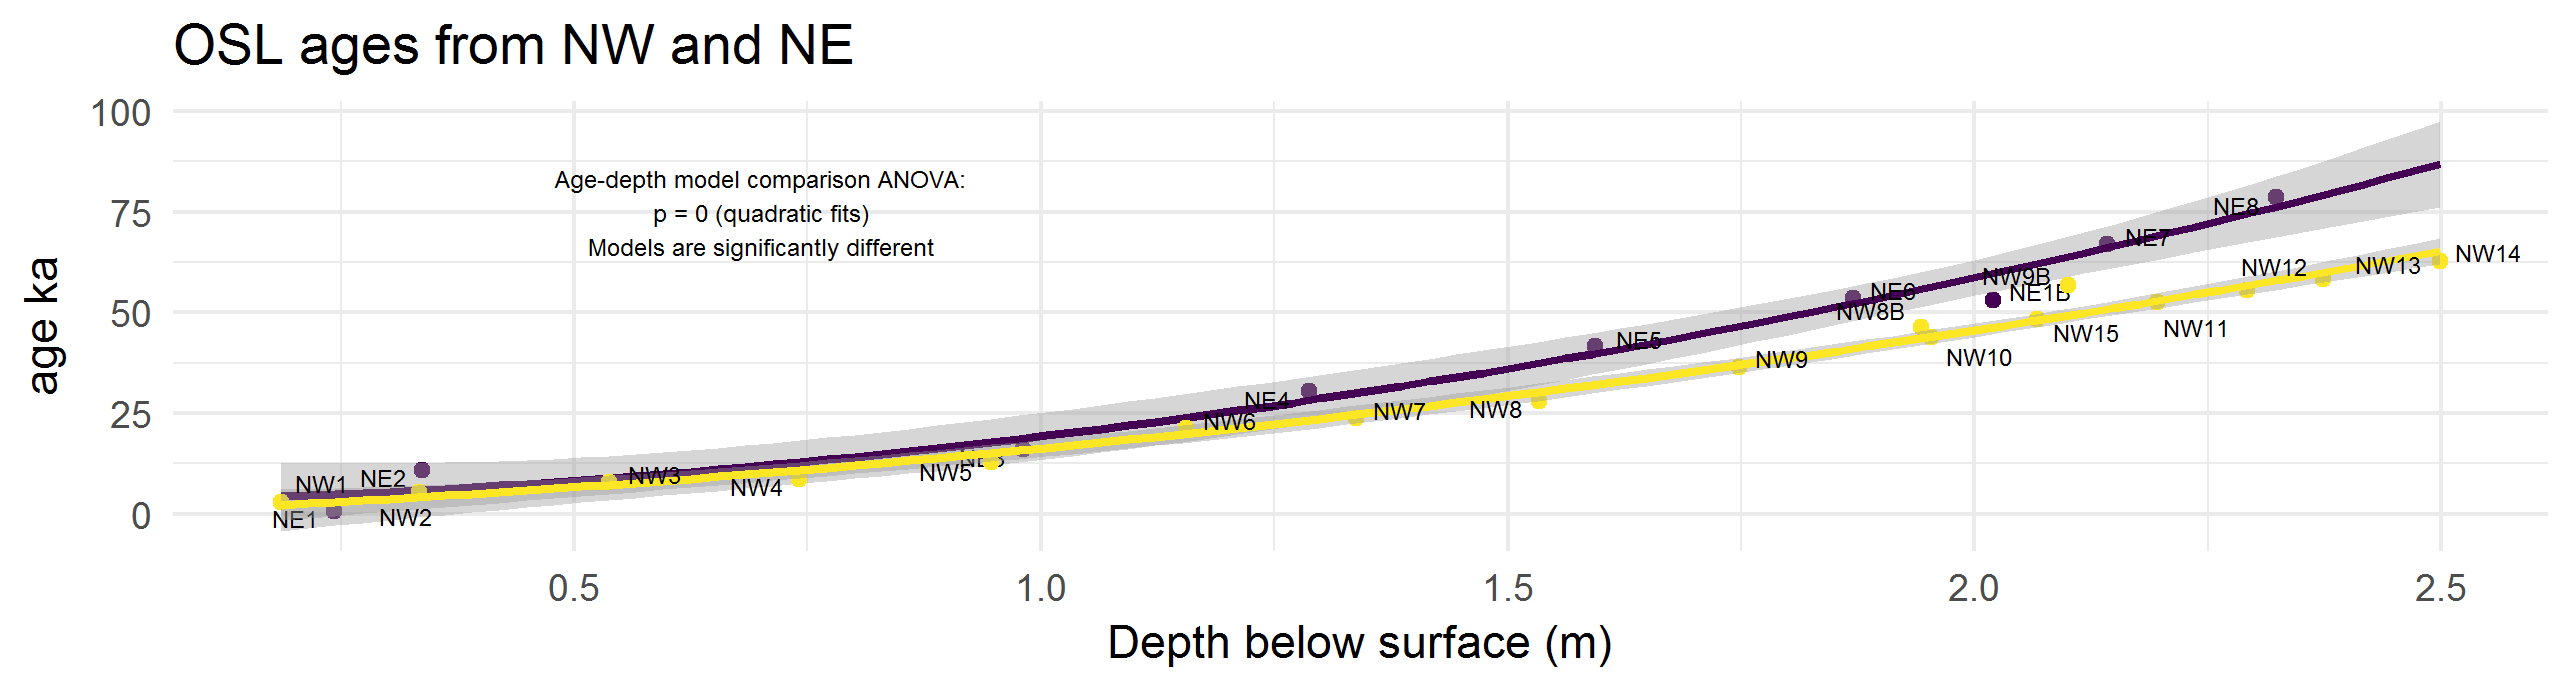 OSL ages from NW and NE
100
75
50
25
0
age ka
Age-depth model comparison ANOVA:
p = 0 (quadratic fits)
Models are significantly different
NW1
NE1
NE2
NW2
NW3
NW4
NW5
NE3
NW6
NE4
NW7
NW8
NE5
NW9
NE6
NW8B
NW10
NW9B
NE1B
NW15
NE7
NW11
NE8
NW12
NW13
NW14
0.5
1.0
1.5
2.0
2.5
Depth below surface (m)